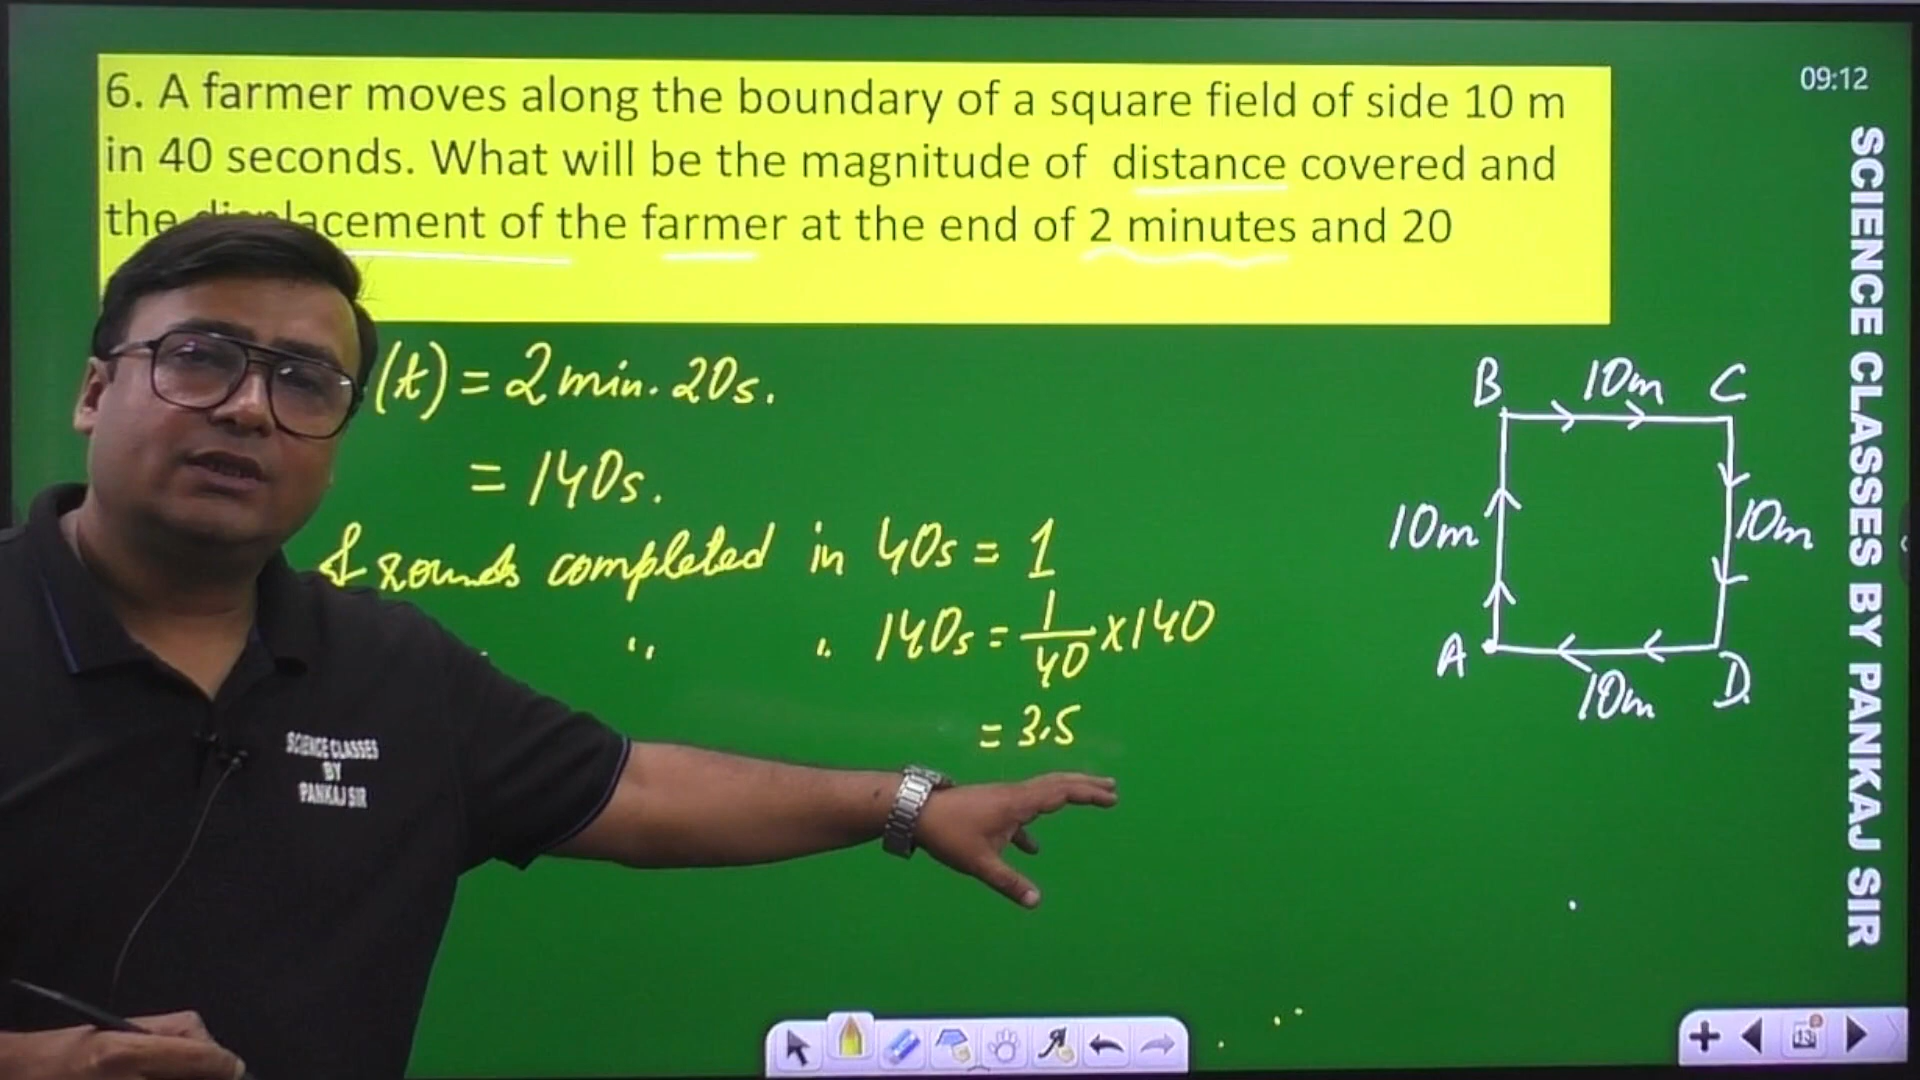 6. A farmer moves along the boundary of a square field of side 10 m
in 40 seconds. What will be the magnitude of distance covered and
the displacement of the farmer at the end of 2 minutes and 20
09:12
(t) = 2 min. 20s.
= 140s.
f rounds completed in 40s = 1
" " 140s = 1/40 × 140
= 3.5
B 10m C
10m 10m
A 10m D
SCIENCE CLASSES
BY
PANKAJ SIR
SCIENCE CLASSES BY PANKAJ SIR
13